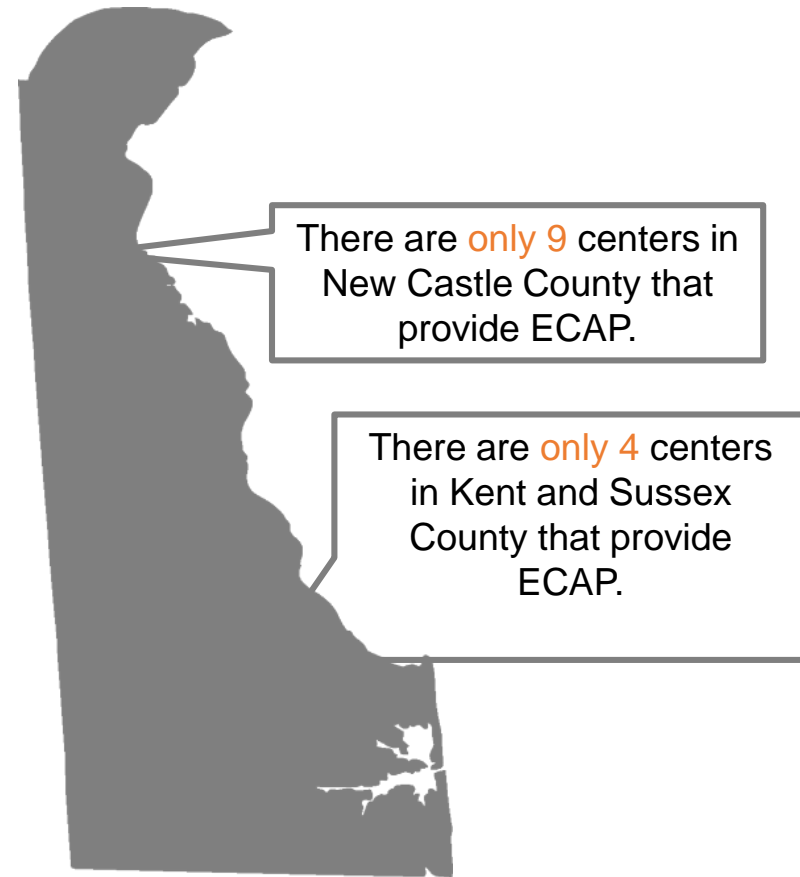 There are only 9 centers in
New Castle County that
provide ECAP.
There are only 4 centers
in Kent and Sussex
County that provide
ECAP.